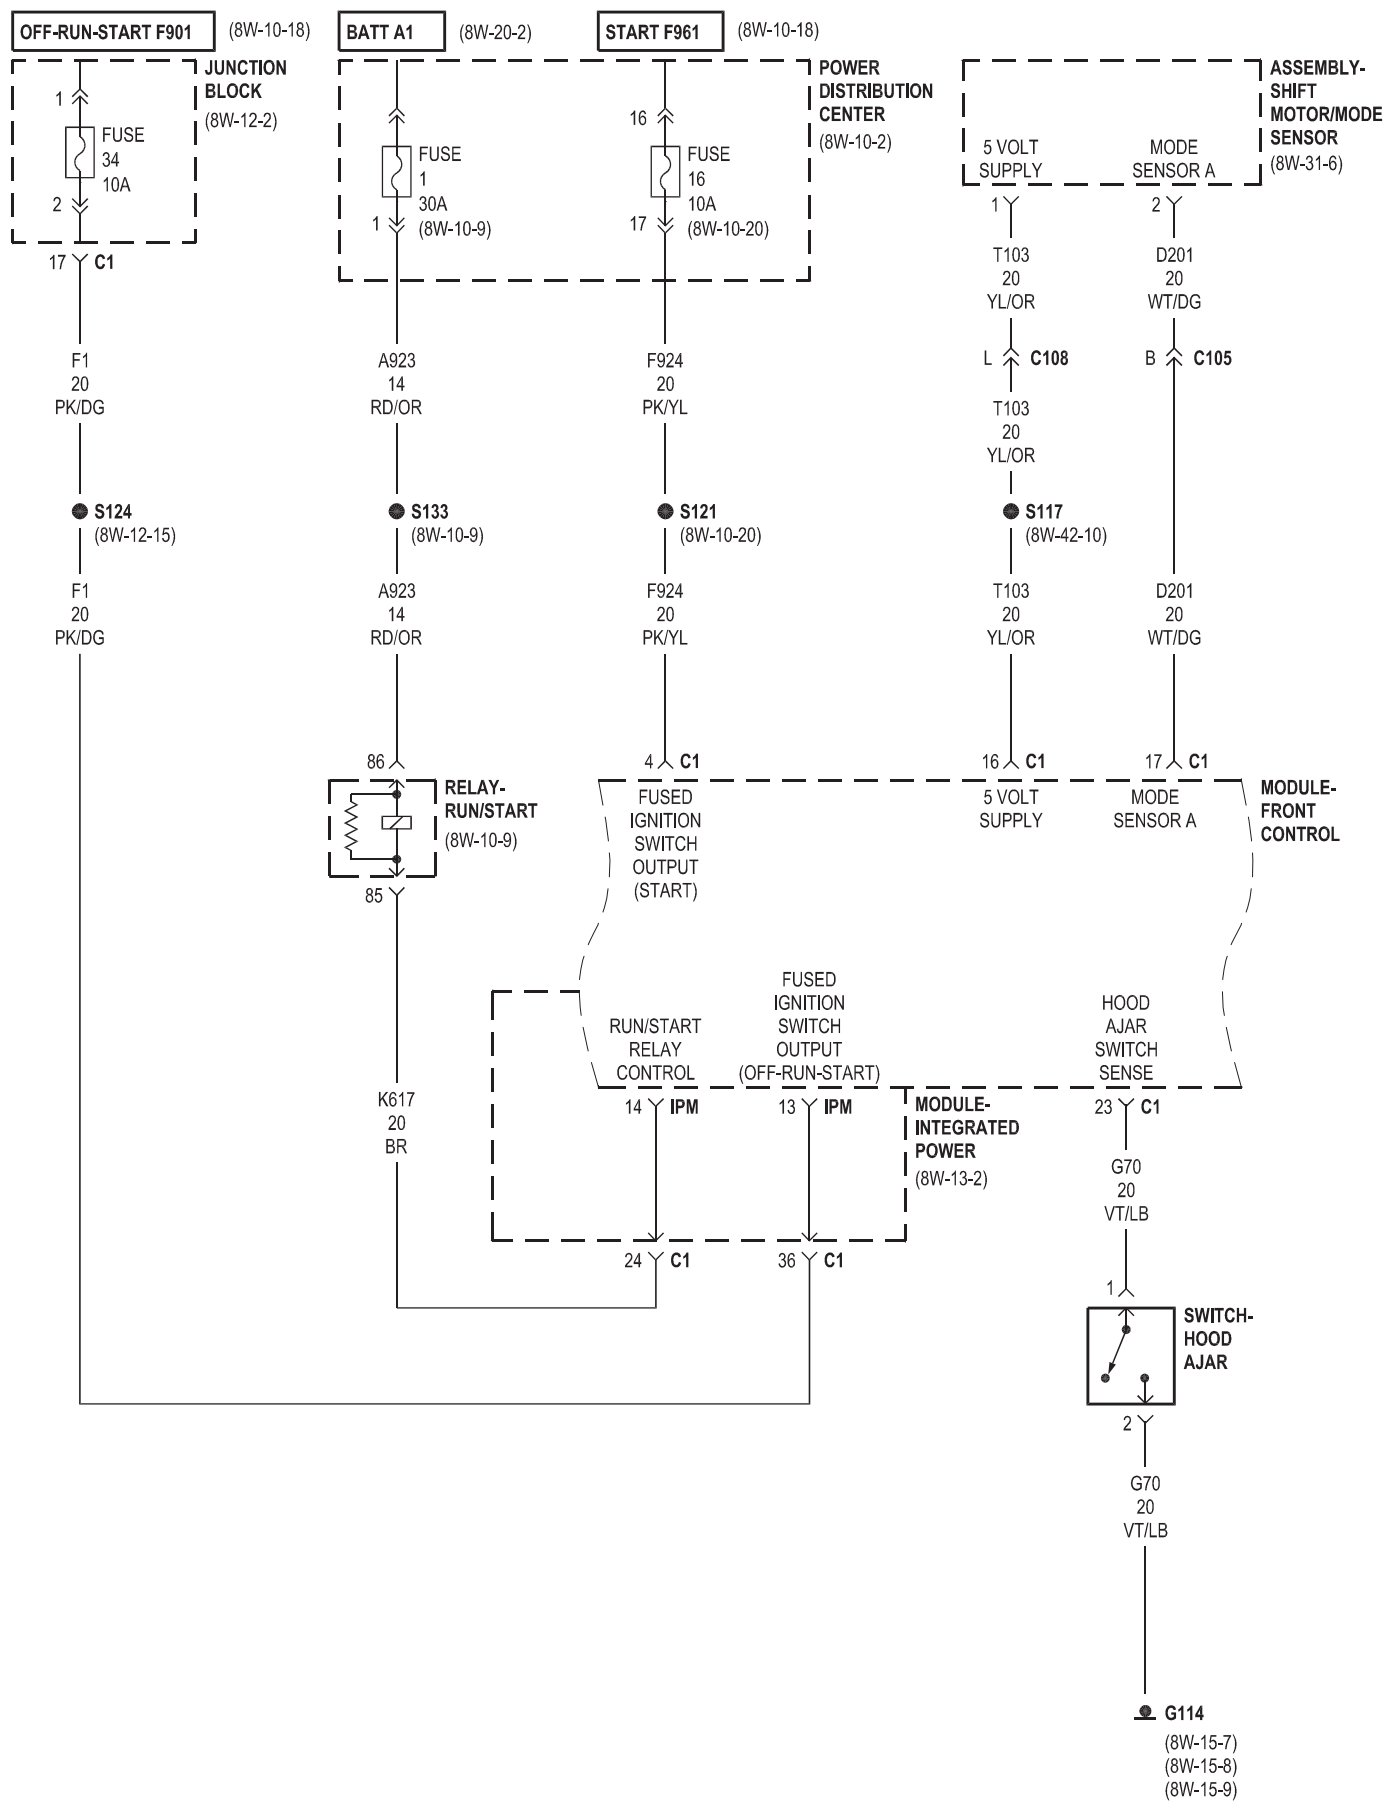 OFF-RUN-START F901 (8W-10-18)
BATT A1 (8W-20-2)
START F961 (8W-10-18)
JUNCTION
BLOCK
(8W-12-2)
1
FUSE
34
10A
2
17 C1
FUSE
1
30A
1 (8W-10-9)
16
FUSE
16
10A
17 (8W-10-20)
POWER
DISTRIBUTION
CENTER
(8W-10-2)
5 VOLT
SUPPLY
1
MODE
SENSOR A
2
ASSEMBLY-
SHIFT
MOTOR/MODE
SENSOR
(8W-31-6)
T103
20
YL/OR
D201
20
WT/DG
L C108
B C105
F1
20
PK/DG
A923
14
RD/OR
F924
20
PK/YL
T103
20
YL/OR
S124
(8W-12-15)
S133
(8W-10-9)
S121
(8W-10-20)
S117
(8W-42-10)
F1
20
PK/DG
A923
14
RD/OR
F924
20
PK/YL
T103
20
YL/OR
D201
20
WT/DG
86
4 C1
16 C1
17 C1
RELAY-
RUN/START
(8W-10-9)
85
FUSED
IGNITION
SWITCH
OUTPUT
(START)
5 VOLT
SUPPLY
MODE
SENSOR A
MODULE-
FRONT
CONTROL
RUN/START
RELAY
CONTROL
FUSED
IGNITION
SWITCH
OUTPUT
(OFF-RUN-START)
HOOD
AJAR
SWITCH
SENSE
14 IPM
13 IPM
23 C1
K617
20
BR
MODULE-
INTEGRATED
POWER
(8W-13-2)
G70
20
VT/LB
24 C1
36 C1
1
SWITCH-
HOOD
AJAR
2
G70
20
VT/LB
G114
(8W-15-7)
(8W-15-8)
(8W-15-9)